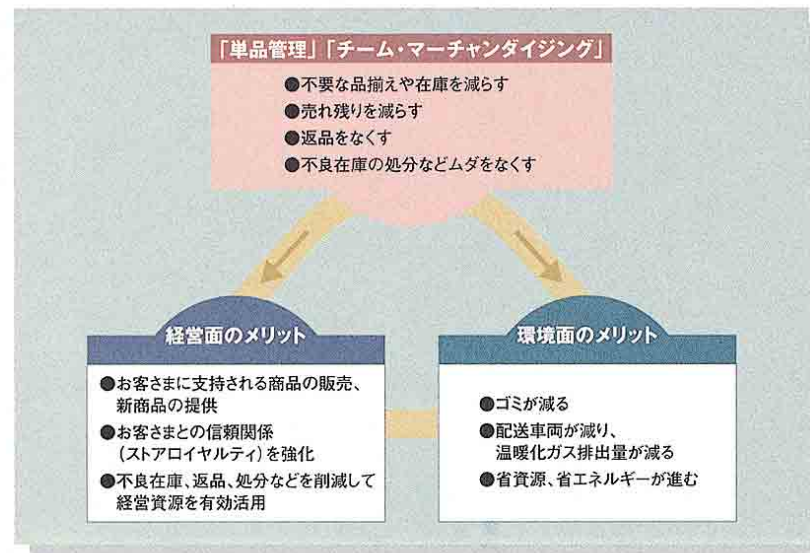 「単品管理」「チーム・マーチャンダイジング」
●不要な品揃えや在庫を減らす
●売れ残りを減らす
●返品をなくす
●不良在庫の処分などムダをなくす
経営面のメリット
●お客さまに支持される商品の販売、
新商品の提供
●お客さまとの信頼関係
（ストアロイヤルティ）を強化
●不良在庫、返品、処分などを削減して
経営資源を有効活用
環境面のメリット
●ゴミが減る
●配送車両が減り、
温暖化ガス排出量が減る
●省資源、省エネルギーが進む